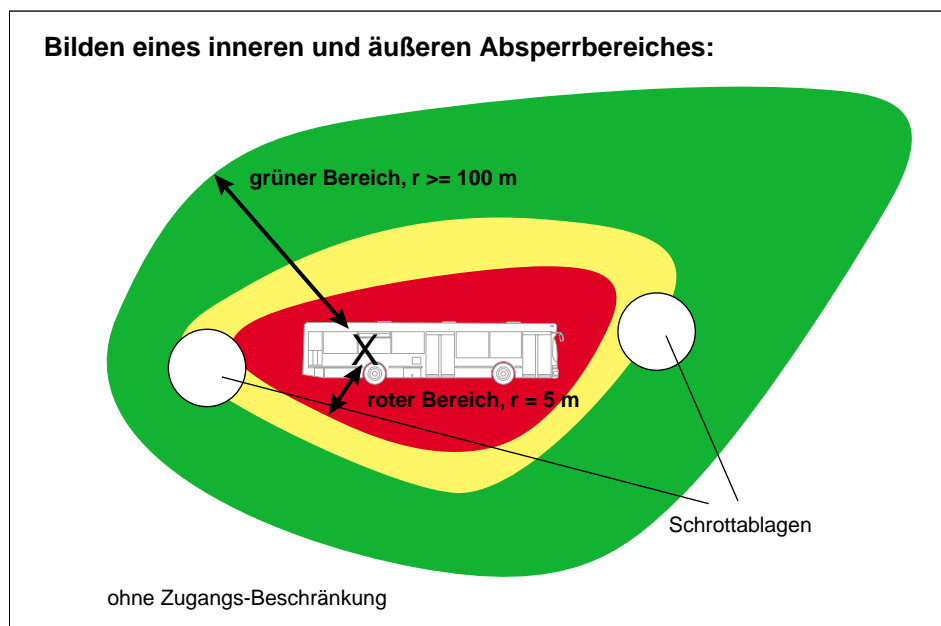 Bilden eines inneren und äußeren Absperrbereiches:
grüner Bereich, r >= 100 m
X
roter Bereich, r = 5 m
Schrottablagen
ohne Zugangs-Beschränkung